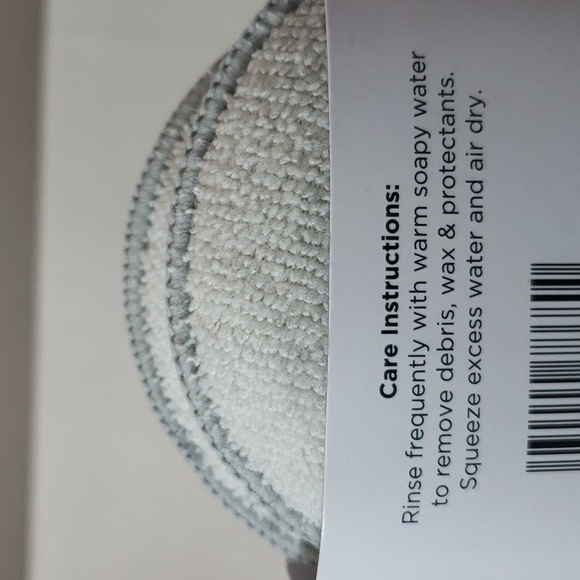 Care Instructions:
Rinse frequently with warm soapy water
to remove debris, wax & protectants.
Squeeze excess water and air dry.